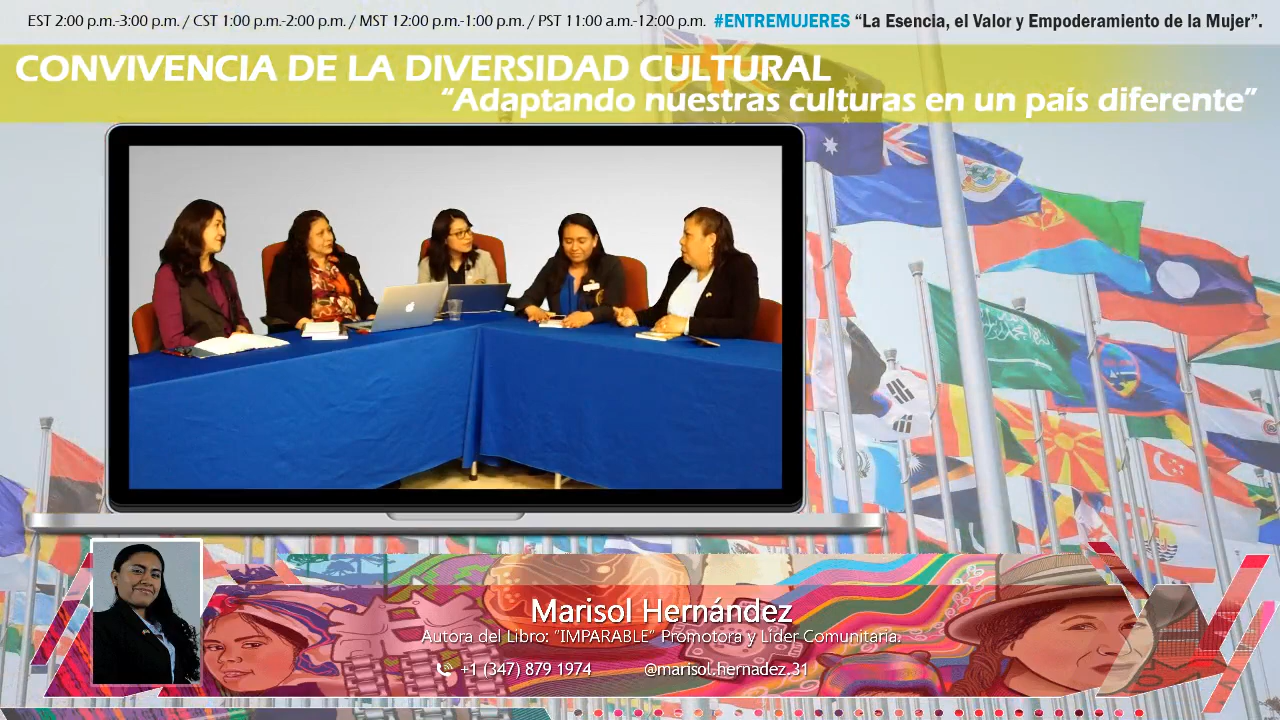 EST 2:00 p.m.-3:00 p.m. / CST 1:00 p.m.-2:00 p.m. / MST 12:00 p.m.-1:00 p.m. / PST 11:00 a.m.-12:00 p.m. #ENTREMUJERES “La Esencia, el Valor y Empoderamiento de la Mujer”.
CONVIVENCIA DE LA DIVERSIDAD CULTURAL
“Adaptando nuestras culturas en un país diferente”
Marisol Hernández
Autora del Libro: “IMPARABLE” Promotora y Lider Comunitaria.
+1 (347) 879 1974 @marisol.hernadez.31